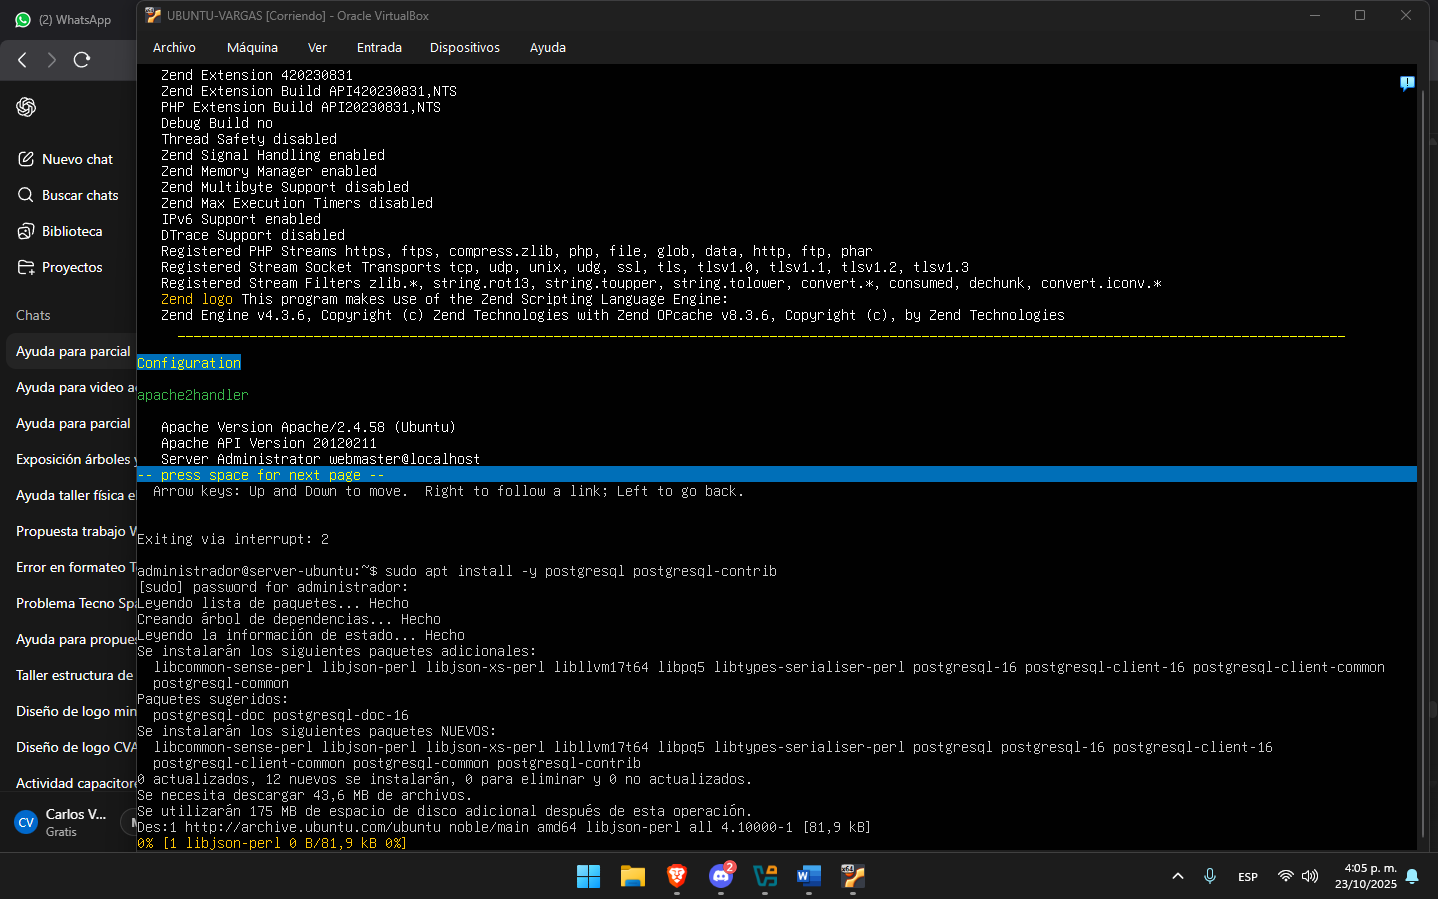 (2) WhatsApp
UBUNTU-VARGAS [Corriendo] - Oracle VirtualBox
Archivo Máquina Ver Entrada Dispositivos Ayuda
Nuevo chat
Buscar chats
Biblioteca
Proyectos
Chats
Ayuda para parcial
Ayuda para video a
Ayuda para parcial
Exposición árboles y
Ayuda taller física el
Propuesta trabajo W
Error en formateo T
Problema Tecno Spa
Ayuda para propue
Taller estructura de
Diseño de logo min
Diseño de logo CVA
Actividad capacitore
CV
Carlos V...
Gratis
Zend Extension 420230831
Zend Extension Build API420230831,NTS
PHP Extension Build API20230831,NTS
Debug Build no
Thread Safety disabled
Zend Signal Handling enabled
Zend Memory Manager enabled
Zend Multibyte Support disabled
Zend Max Execution Timers disabled
IPv6 Support enabled
DTrace Support disabled
Registered PHP Streams https, ftps, compress.zlib, php, file, glob, data, http, ftp, phar
Registered Stream Socket Transports tcp, udp, unix, udg, ssl, tls, tlsv1.0, tlsv1.1, tlsv1.2, tlsv1.3
Registered Stream Filters zlib.*, string.rot13, string.toupper, string.tolower, convert.*, consumed, dechunk, convert.iconv.*
Zend logo This program makes use of the Zend Scripting Language Engine:
Zend Engine v4.3.6, Copyright (c) Zend Technologies with Zend OPcache v8.3.6, Copyright (c), by Zend Technologies
Configuration
apache2handler
Apache Version Apache/2.4.58 (Ubuntu)
Apache API Version 20120211
Server Administrator webmaster@localhost
-- press space for next page --
Arrow keys: Up and Down to move. Right to follow a link; Left to go back.
Exiting via interrupt: 2
administrador@server-ubuntu:~$ sudo apt install -y postgresql postgresql-contrib
[sudo] password for administrador:
Leyendo lista de paquetes... Hecho
Creando árbol de dependencias... Hecho
Leyendo la información de estado... Hecho
Se instalarán los siguientes paquetes adicionales:
libcommon-sense-perl libjson-perl libjson-xs-perl libllvm17t64 libpq5 libtypes-serialiser-perl postgresql-16 postgresql-client-16 postgresql-client-common
postgresql-common
Paquetes sugeridos:
postgresql-doc postgresql-doc-16
Se instalarán los siguientes paquetes NUEVOS:
libcommon-sense-perl libjson-perl libjson-xs-perl libllvm17t64 libpq5 libtypes-serialiser-perl postgresql postgresql-16 postgresql-client-16
postgresql-client-common postgresql-common postgresql-contrib
0 actualizados, 12 nuevos se instalarán, 0 para eliminar y 0 no actualizados.
Se necesita descargar 43,6 MB de archivos.
Se utilizarán 175 MB de espacio de disco adicional después de esta operación.
Des:1 http://archive.ubuntu.com/ubuntu noble/main amd64 libjson-perl all 4.10000-1 [81,9 kB]
0% [1 libjson-perl 0 B/81,9 kB 0%]
2
ESP
4:05 p. m.
23/10/2025